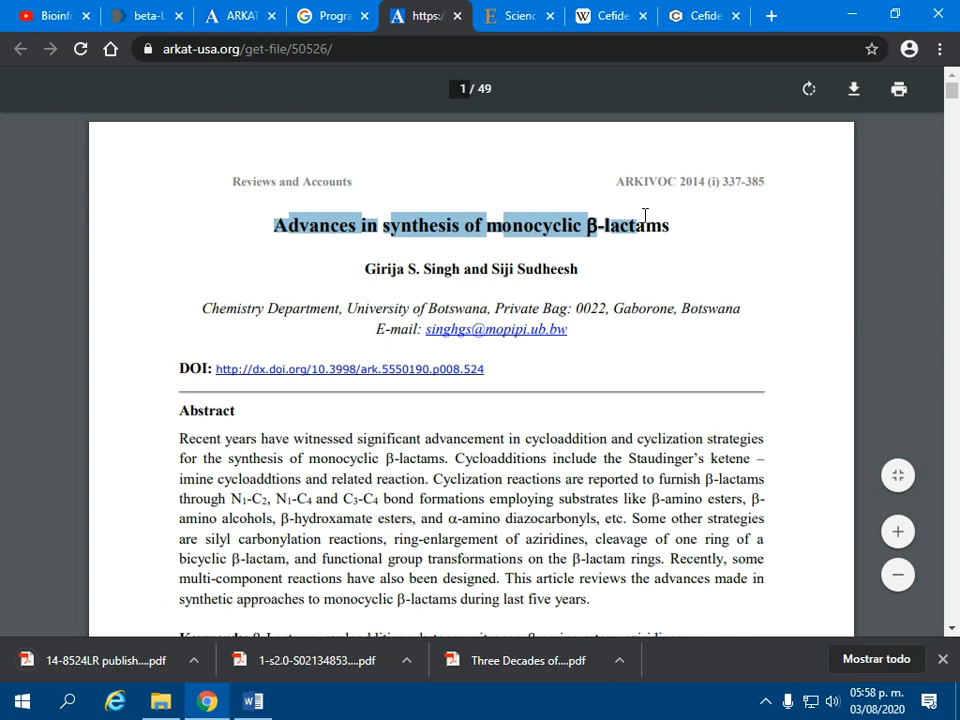 Bioinf
beta-L
ARKAT
Progra
https:/
Scienc
Cefide
Cefide
arkat-usa.org/get-file/50526/
1 / 49
Reviews and Accounts
ARKIVOC 2014 (i) 337-385
Advances in synthesis of monocyclic β-lactams
Girija S. Singh and Siji Sudheesh
Chemistry Department, University of Botswana, Private Bag: 0022, Gaborone, Botswana
E-mail: singhgs@mopipi.ub.bw
DOI: http://dx.doi.org/10.3998/ark.5550190.p008.524
Abstract
Recent years have witnessed significant advancement in cycloaddition and cyclization strategies
for the synthesis of monocyclic β-lactams. Cycloadditions include the Staudinger's ketene –
imine cycloaddtions and related reaction. Cyclization reactions are reported to furnish β-lactams
through N1-C2, N1-C4 and C3-C4 bond formations employing substrates like β-amino esters, β-
amino alcohols, β-hydroxamate esters, and α-amino diazocarbonyls, etc. Some other strategies
are silyl carbonylation reactions, ring-enlargement of aziridines, cleavage of one ring of a
bicyclic β-lactam, and functional group transformations on the β-lactam rings. Recently, some
multi-component reactions have also been designed. This article reviews the advances made in
synthetic approaches to monocyclic β-lactams during last five years.
14-8524LR publish....pdf
1-s2.0-S02134853....pdf
Three Decades of....pdf
Mostrar todo
05:58 p. m.
03/08/2020